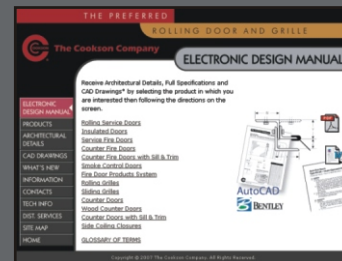 THE PREFERRED
ROLLING DOOR AND GRILLE
The Cookson Company
ELECTRONIC DESIGN MANUAL
Receive Architectural Details, Full Specifications and
CAD Drawings* by selecting the product in which you
are interested then following the directions on the
screen.
ELECTRONIC
DESIGN MANUAL
PRODUCTS
ARCHITECTURAL
DETAILS
CAD DRAWINGS
WHAT'S NEW
INFORMATION
CONTACTS
TECH INFO
DIST. SERVICES
SITE MAP
HOME
Rolling Service Doors
Insulated Doors
Service Fire Doors
Counter Fire Doors
Counter Fire Doors with Sill & Trim
Smoke Control Doors
Fire Door Products System
Rolling Grilles
Sliding Grilles
Counter Doors
Wood Counter Doors
Counter Doors with Sill & Trim
Side Coiling Closures
GLOSSARY OF TERMS
AutoCAD
BENTLEY
Copyright © 2007 The Cookson Company. All Rights Reserved.